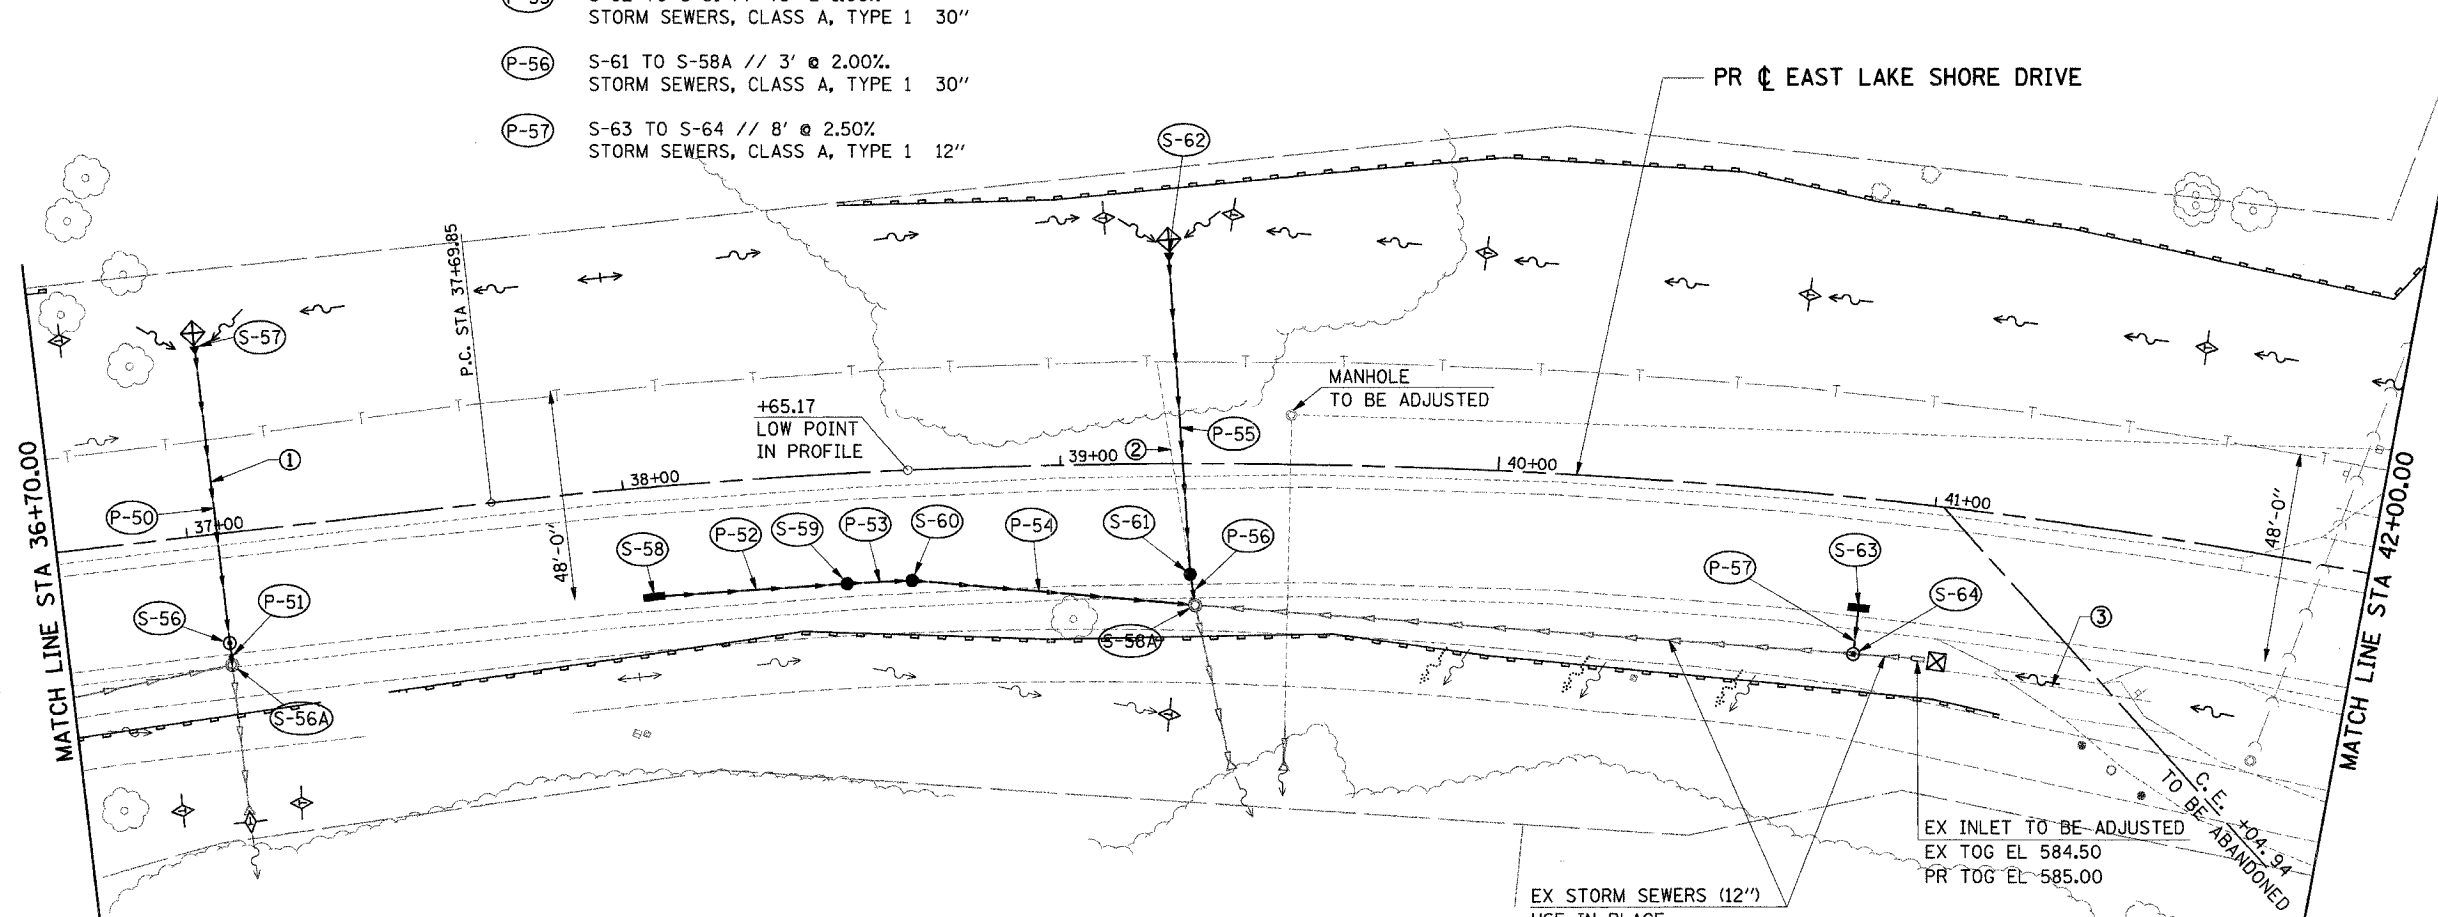 P-55
STORM SEWERS, CLASS A, TYPE 1 30"
P-56 S-61 TO S-58A // 3' @ 2.00%.
STORM SEWERS, CLASS A, TYPE 1 30"
P-57 S-63 TO S-64 // 8' @ 2.50%
STORM SEWERS, CLASS A, TYPE 1 12"
PR ℄ EAST LAKE SHORE DRIVE
S-62
P.C. STA 37+69.85
S-57
MANHOLE
TO BE ADJUSTED
+65.17
LOW POINT
IN PROFILE
P-55
1
2
39+00
40+00
38+00
41+00
37+00
P-50
48'-0"
48'-0"
MATCH LINE STA 36+70.00
MATCH LINE STA 42+00.00
S-58
P-52
S-59
P-53
S-60
P-54
S-61
P-56
P-57
S-63
S-64
S-56
P-51
S-58A
3
S-56A
C.E. +04.94
TO BE ABANDONED
EX INLET TO BE ADJUSTED
EX TOG EL 584.50
PR TOG EL 585.00
EX STORM SEWERS (12")
USE IN PLACE